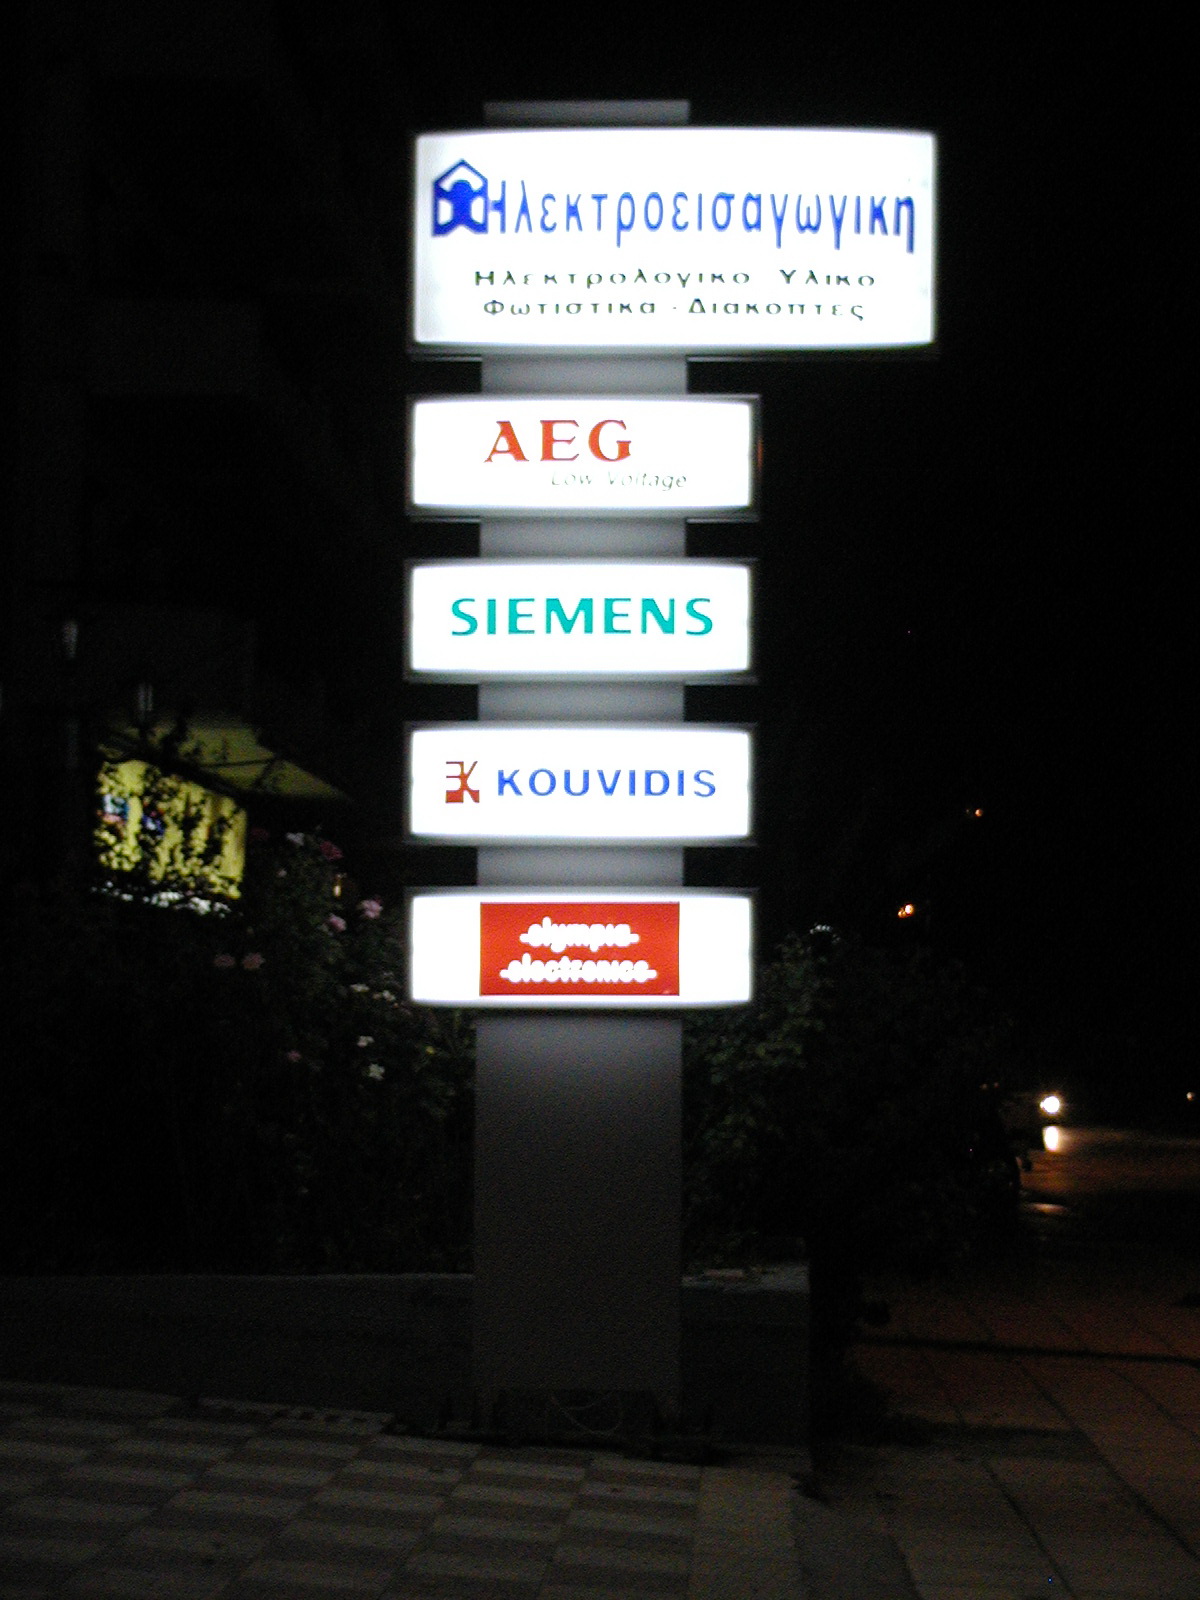 Ηλεκτροεισαγωγικη
Ηλεκτρολογικο Υλικο
Φωτιστικα - Διακοπτες
AEG
Low Voltage
SIEMENS
KOUVIDIS
olympia
electronics